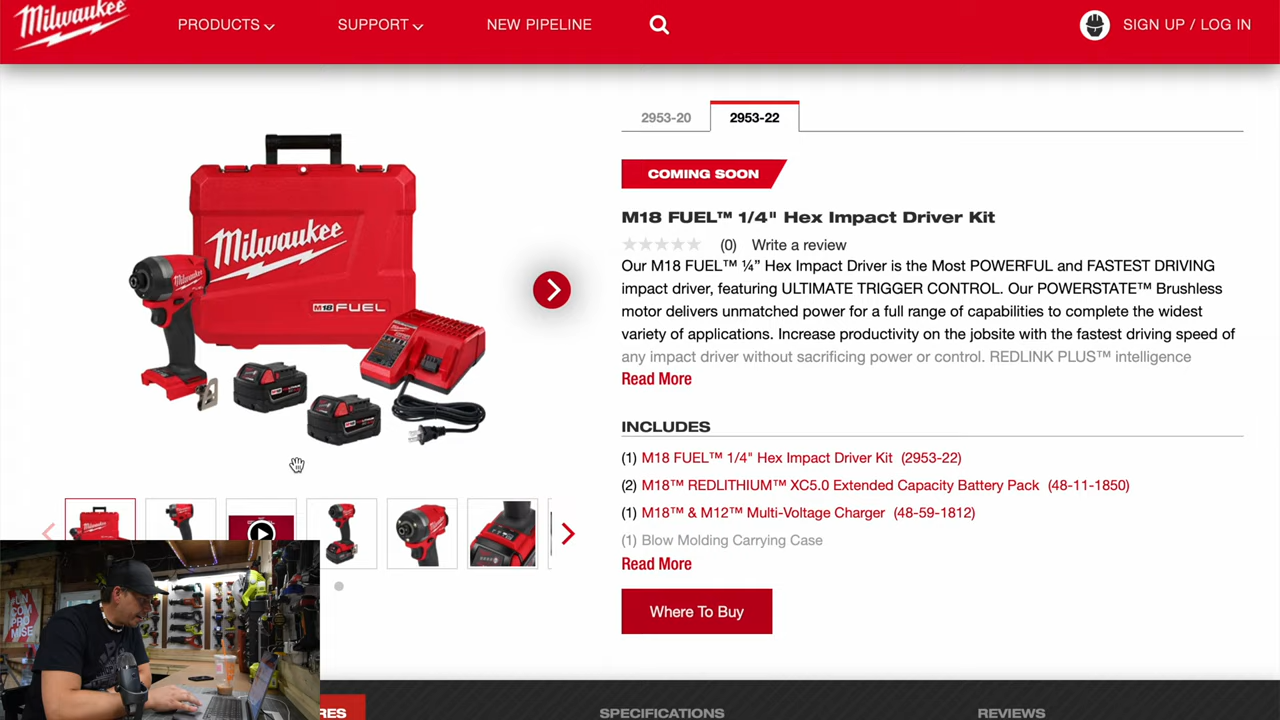 Milwaukee
PRODUCTS
SUPPORT
NEW PIPELINE
SIGN UP / LOG IN
2953-20
2953-22
COMING SOON
M18 FUEL™ 1/4" Hex Impact Driver Kit
(0) Write a review
Our M18 FUEL™ ¼” Hex Impact Driver is the Most POWERFUL and FASTEST DRIVING
impact driver, featuring ULTIMATE TRIGGER CONTROL. Our POWERSTATE™ Brushless
motor delivers unmatched power for a full range of capabilities to complete the widest
variety of applications. Increase productivity on the jobsite with the fastest driving speed of
any impact driver without sacrificing power or control. REDLINK PLUS™ intelligence
Read More
INCLUDES
(1) M18 FUEL™ 1/4" Hex Impact Driver Kit (2953-22)
(2) M18™ REDLITHIUM™ XC5.0 Extended Capacity Battery Pack (48-11-1850)
(1) M18™ & M12™ Multi-Voltage Charger (48-59-1812)
(1) Blow Molding Carrying Case
Read More
Where To Buy
Milwaukee
M18 FUEL
Milwaukee
UN
COM
PRO
MISE
RES
SPECIFICATIONS
REVIEWS